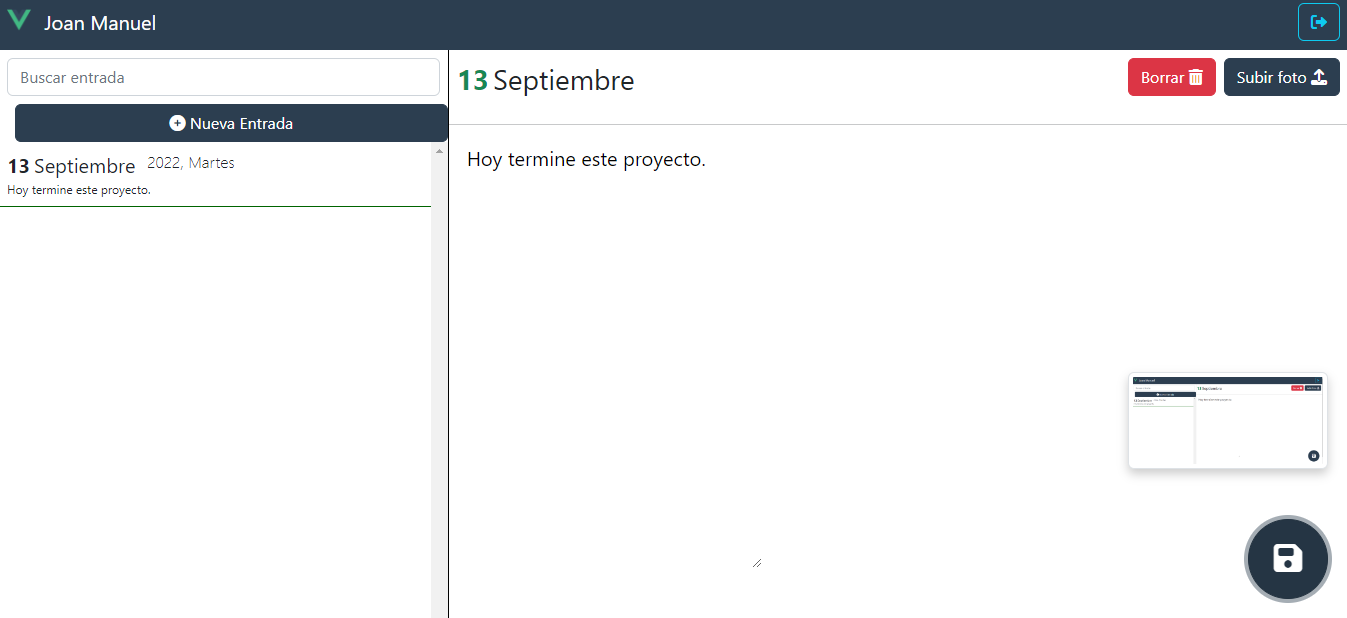 Joan Manuel
Buscar entrada
Nueva Entrada
13 Septiembre 2022, Martes
Hoy termine este proyecto.
13 Septiembre
Borrar
Subir foto
Hoy termine este proyecto.